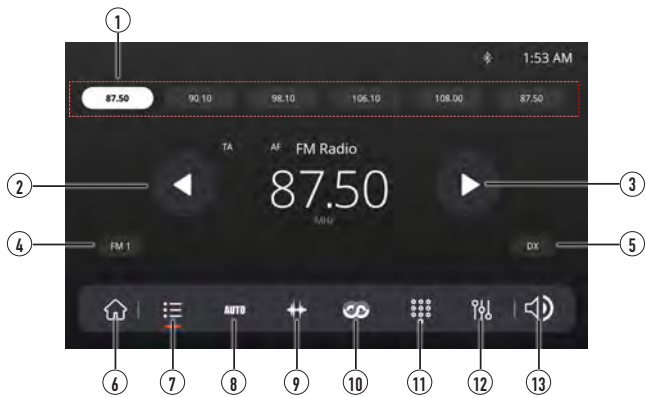 1
1:53 AM
87.50 90.10 98.10 106.10 108.00 87.50
TA AF FM Radio
2 87.50 3
MHz
4 FM 1 DX 5
AUTO
6 7 8 9 10 11 12 13